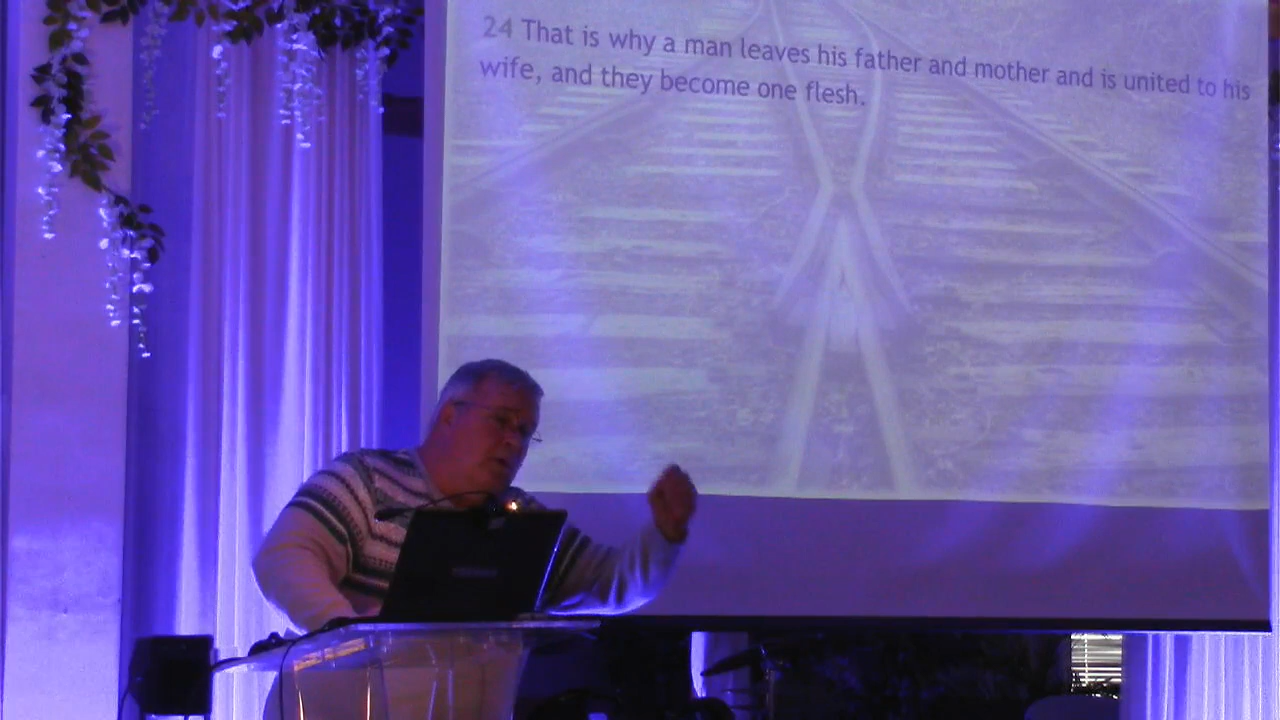 24 That is why a man leaves his father and mother and is united to his
wife, and they become one flesh.